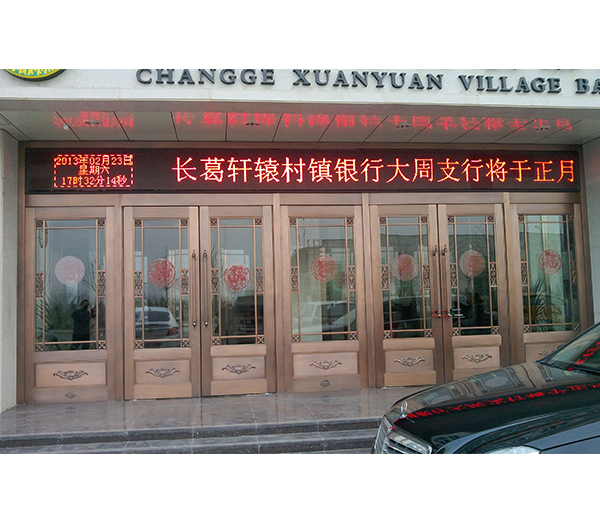 CHANGGE XUANYUAN VILLAGE BA
2013年02月23日
星期六
17时32分14秒
长葛轩辕村镇银行大周支行将于正月